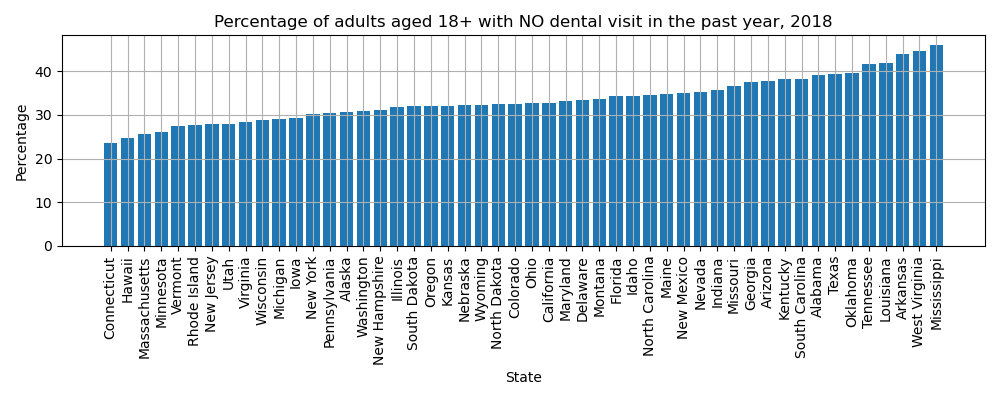 Percentage of adults aged 18+ with NO dental visit in the past year, 2018
Percentage
40
30
20
10
0
Connecticut
Hawaii
Massachusetts
Minnesota
Vermont
Rhode Island
New Jersey
Utah
Virginia
Wisconsin
Michigan
Iowa
New York
Pennsylvania
Alaska
Washington
New Hampshire
Illinois
South Dakota
Oregon
Kansas
Nebraska
Wyoming
North Dakota
Colorado
Ohio
California
Maryland
Delaware
Montana
Florida
Idaho
North Carolina
Maine
New Mexico
Nevada
Indiana
Missouri
Georgia
Arizona
Kentucky
South Carolina
Alabama
Texas
Oklahoma
Tennessee
Louisiana
Arkansas
West Virginia
Mississippi
State